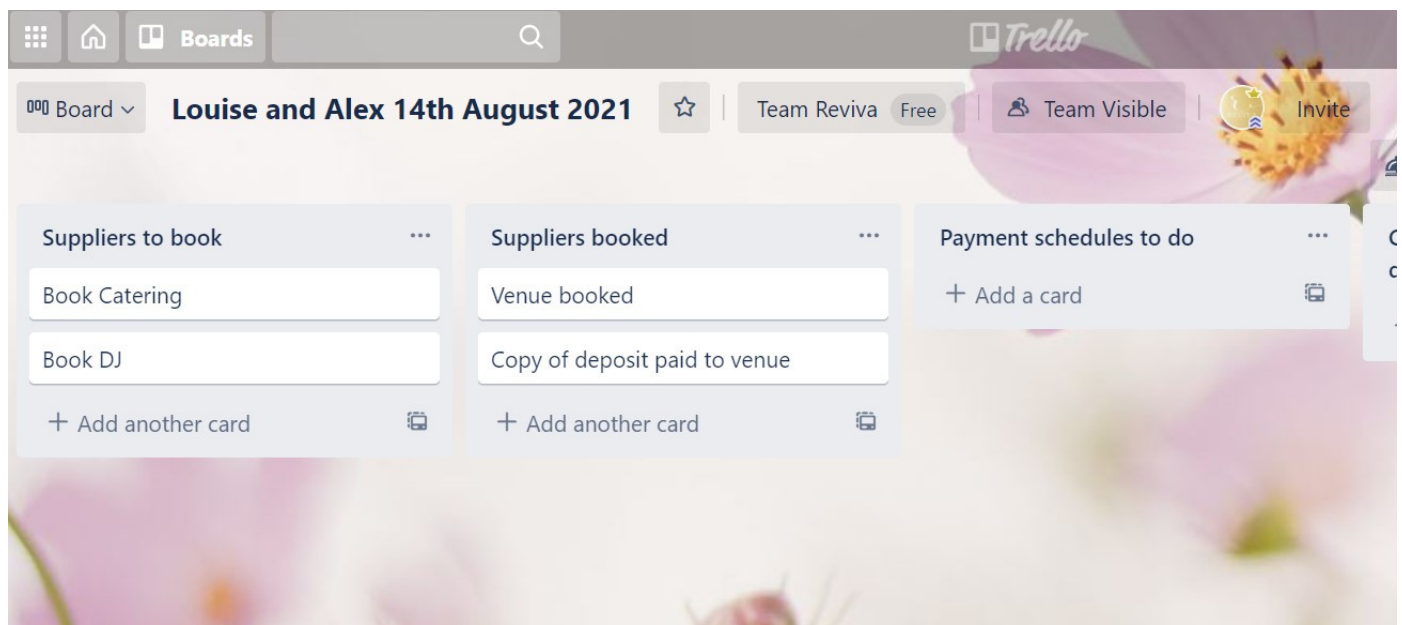 Boards
Trello
Board
Louise and Alex 14th August 2021
Team Reviva
Free
Team Visible
Invite
Suppliers to book
Book Catering
Book DJ
+ Add another card
Suppliers booked
Venue booked
Copy of deposit paid to venue
+ Add another card
Payment schedules to do
+ Add a card